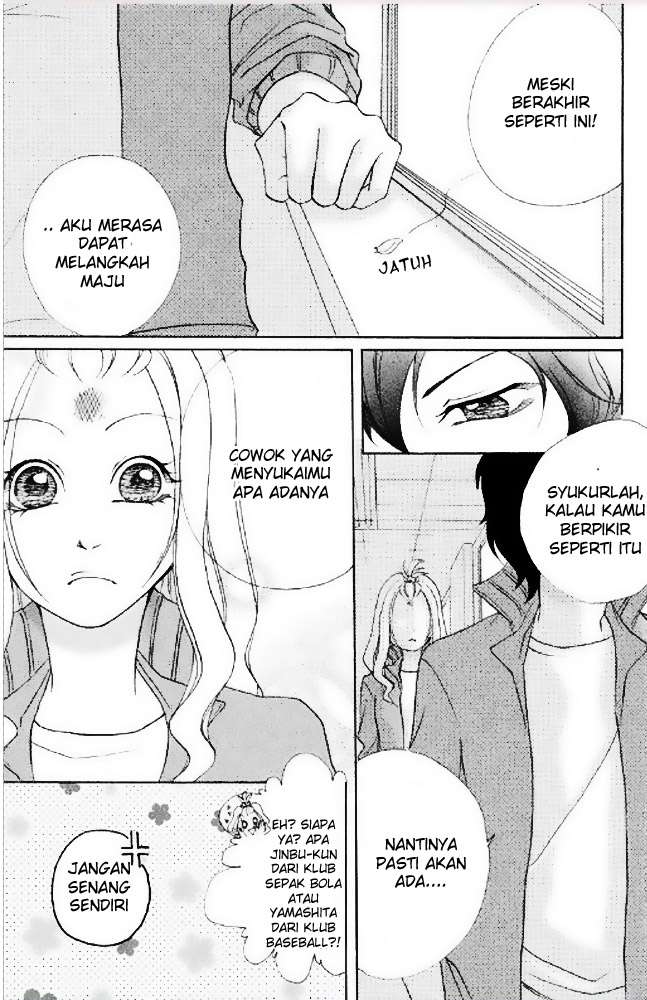 MESKI
BERAKHIR
SEPERTI INI!
.. AKU MERASA
DAPAT
MELANGKAH
MAJU
JATUH
SYUKURLAH,
KALAU KAMU
BERPIKIR
SEPERTI ITU
NANTINYA
PASTI AKAN
ADA....
COWOK YANG
MENYUKAIMU
APA ADANYA
EH? SIAPA
YA? APA
JINBU-KUN
DARI KLUB
SEPAK BOLA
ATAU
YAMASHITA
DARI KLUB
BASEBALL?!
JANGAN
SENANG
SENDIRI